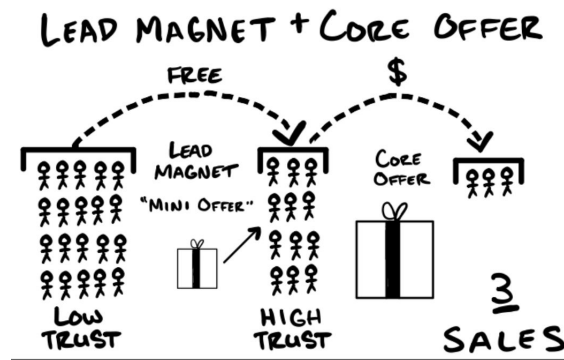 LEAD MAGNET + CORE OFFER
FREE
$
LEAD
MAGNET
"MINI OFFER"
CORE
OFFER
LOW
TRUST
HIGH
TRUST
3
SALES